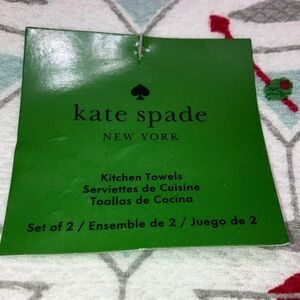 kate spade
NEW YORK
Kitchen Towels
Serviettes de Cuisine
Toallas de Cocina
Set of 2 / Ensemble de 2 / Juego de 2